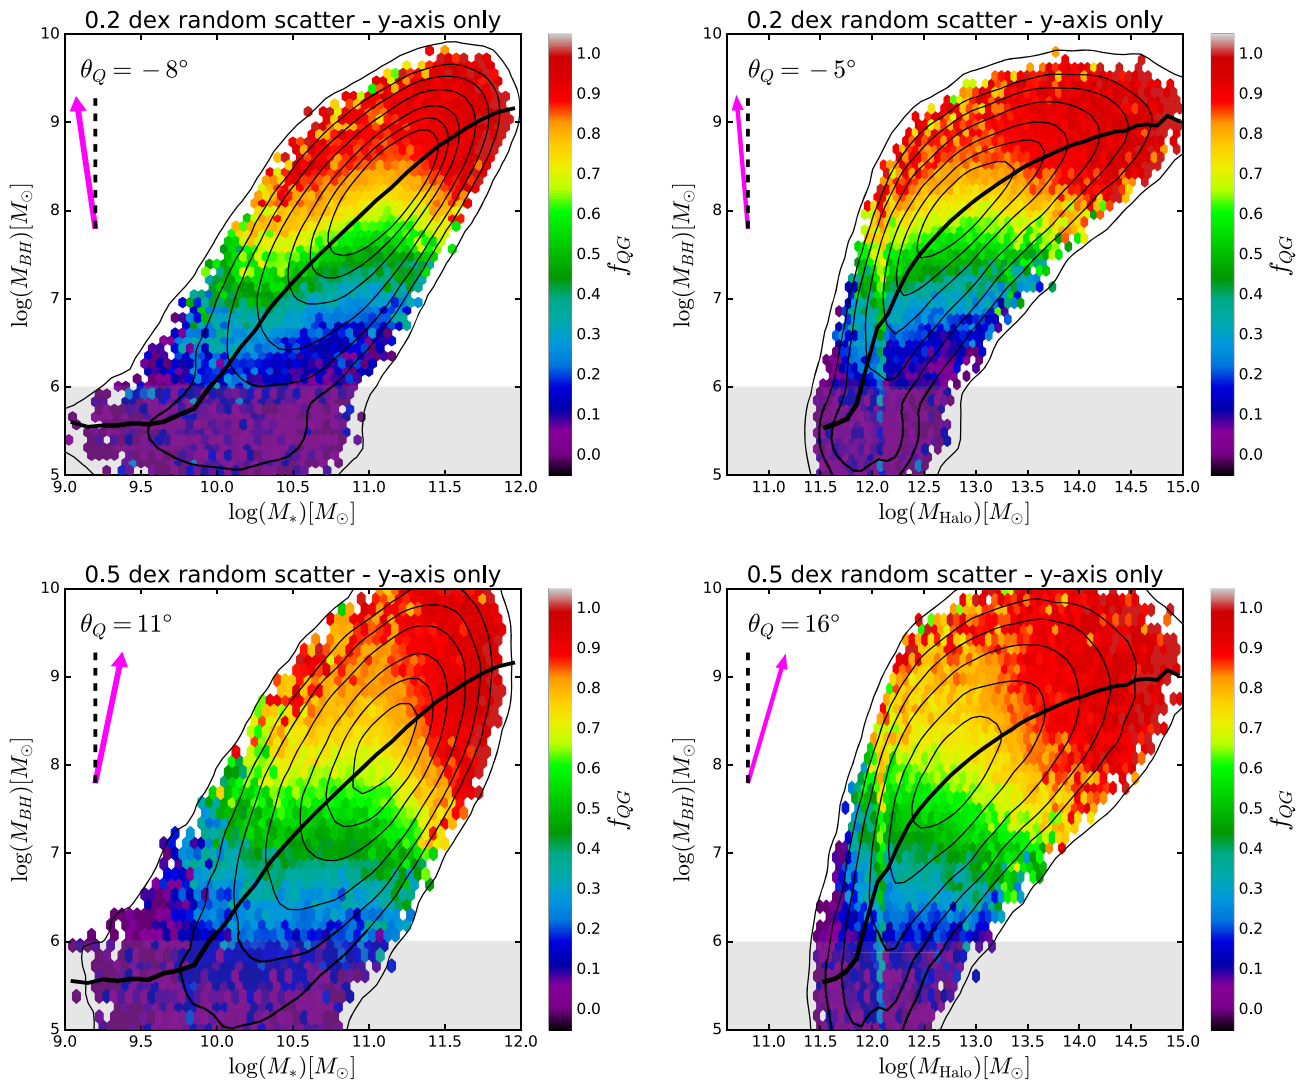 0.2 dex random scatter - y-axis only
θ_Q = −8°
log(M_BH)[M_⊙]
10
9
8
7
6
5
9.0 9.5 10.0 10.5 11.0 11.5 12.0
log(M_*)[M_⊙]
1.0
0.9
0.8
0.7
0.6
0.5
0.4
0.3
0.2
0.1
0.0
f_QG
0.2 dex random scatter - y-axis only
θ_Q = −5°
log(M_BH)[M_⊙]
10
9
8
7
6
5
11.0 11.5 12.0 12.5 13.0 13.5 14.0 14.5 15.0
log(M_Halo)[M_⊙]
1.0
0.9
0.8
0.7
0.6
0.5
0.4
0.3
0.2
0.1
0.0
f_QG
0.5 dex random scatter - y-axis only
θ_Q = 11°
log(M_BH)[M_⊙]
10
9
8
7
6
5
9.0 9.5 10.0 10.5 11.0 11.5 12.0
log(M_*)[M_⊙]
1.0
0.9
0.8
0.7
0.6
0.5
0.4
0.3
0.2
0.1
0.0
f_QG
0.5 dex random scatter - y-axis only
θ_Q = 16°
log(M_BH)[M_⊙]
10
9
8
7
6
5
11.0 11.5 12.0 12.5 13.0 13.5 14.0 14.5 15.0
log(M_Halo)[M_⊙]
1.0
0.9
0.8
0.7
0.6
0.5
0.4
0.3
0.2
0.1
0.0
f_QG